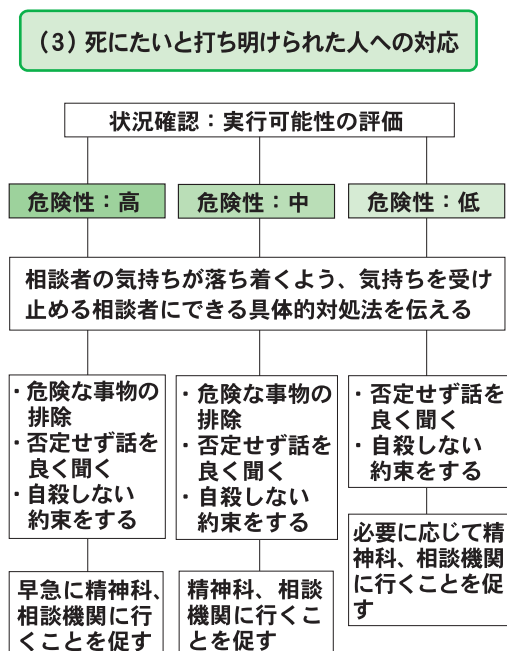 (3)死にたいと打ち明けられた人への対応
状況確認：実行可能性の評価
危険性：高
危険性：中
危険性：低
相談者の気持ちが落ち着くよう、気持ちを受け
止める相談者にできる具体的対処法を伝える
・危険な事物の
排除
・否定せず話を
良く聞く
・自殺しない
約束をする
・危険な事物の
排除
・否定せず話を
良く聞く
・自殺しない
約束をする
・否定せず話を
良く聞く
・自殺しない
約束をする
早急に精神科、
相談機関に行
くことを促す
精神科、相談
機関に行くこ
とを促す
必要に応じて精
神科、相談機関
に行くことを促
す